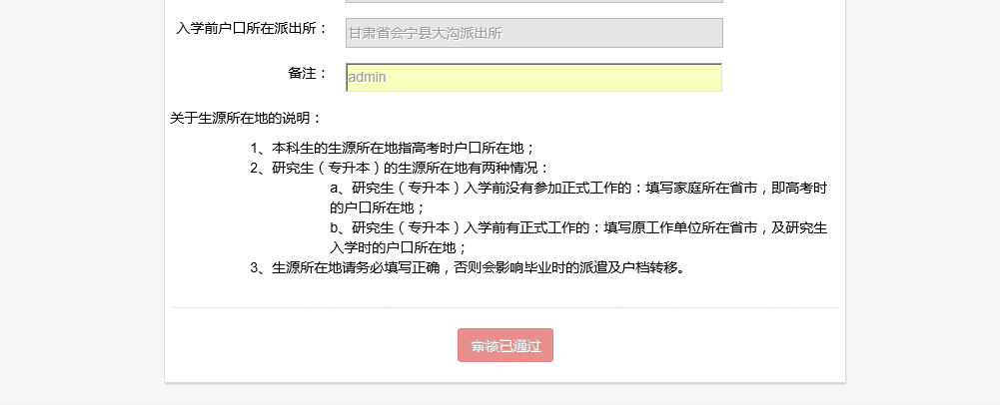 入学前户口所在派出所：
甘肃省会宁县大沟派出所
备注：
admin
关于生源所在地的说明：
1、本科生的生源所在地指高考时户口所在地；
2、研究生（专升本）的生源所在地有两种情况：
a、研究生（专升本）入学前没有参加正式工作的：填写家庭所在省市，即高考时
的户口所在地；
b、研究生（专升本）入学前有正式工作的：填写原工作单位所在省市，及研究生
入学时的户口所在地；
3、生源所在地请务必填写正确，否则会影响毕业时的派遣及户档转移。
审核已通过